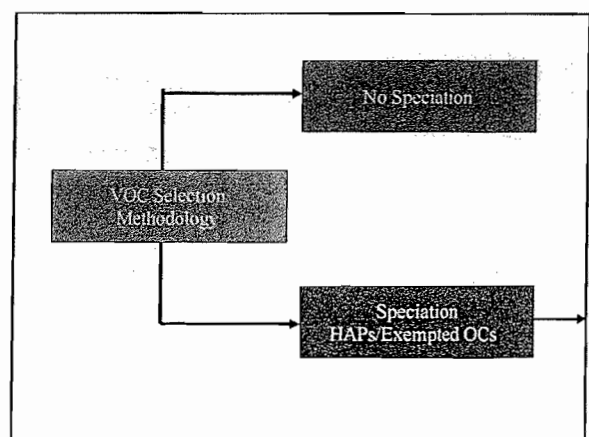 No Speciation
VOC Selection
Methodology
Speciation
HAPs/Exempted OCs